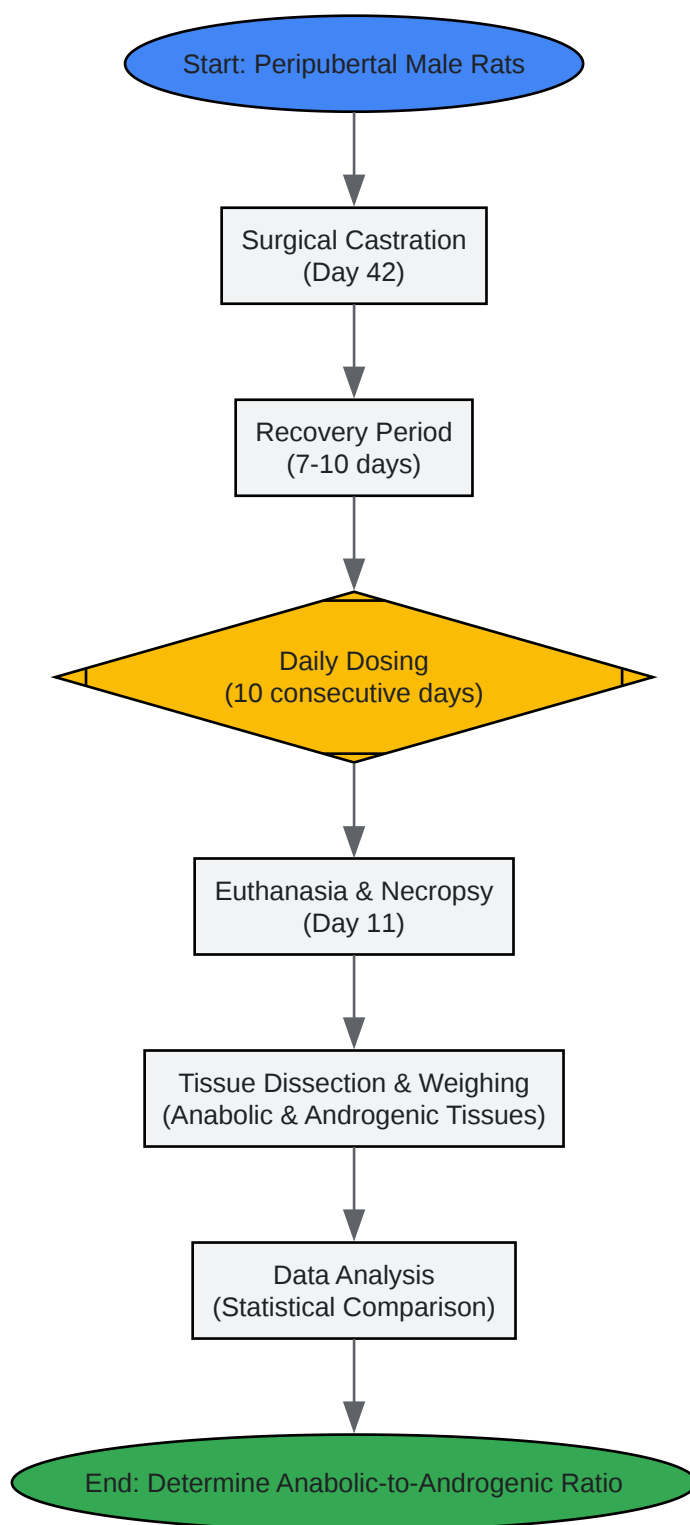 Start: Peripubertal Male Rats
Surgical Castration
(Day 42)
Recovery Period
(7-10 days)
Daily Dosing
(10 consecutive days)
Euthanasia & Necropsy
(Day 11)
Tissue Dissection & Weighing
(Anabolic & Androgenic Tissues)
Data Analysis
(Statistical Comparison)
End: Determine Anabolic-to-Androgenic Ratio